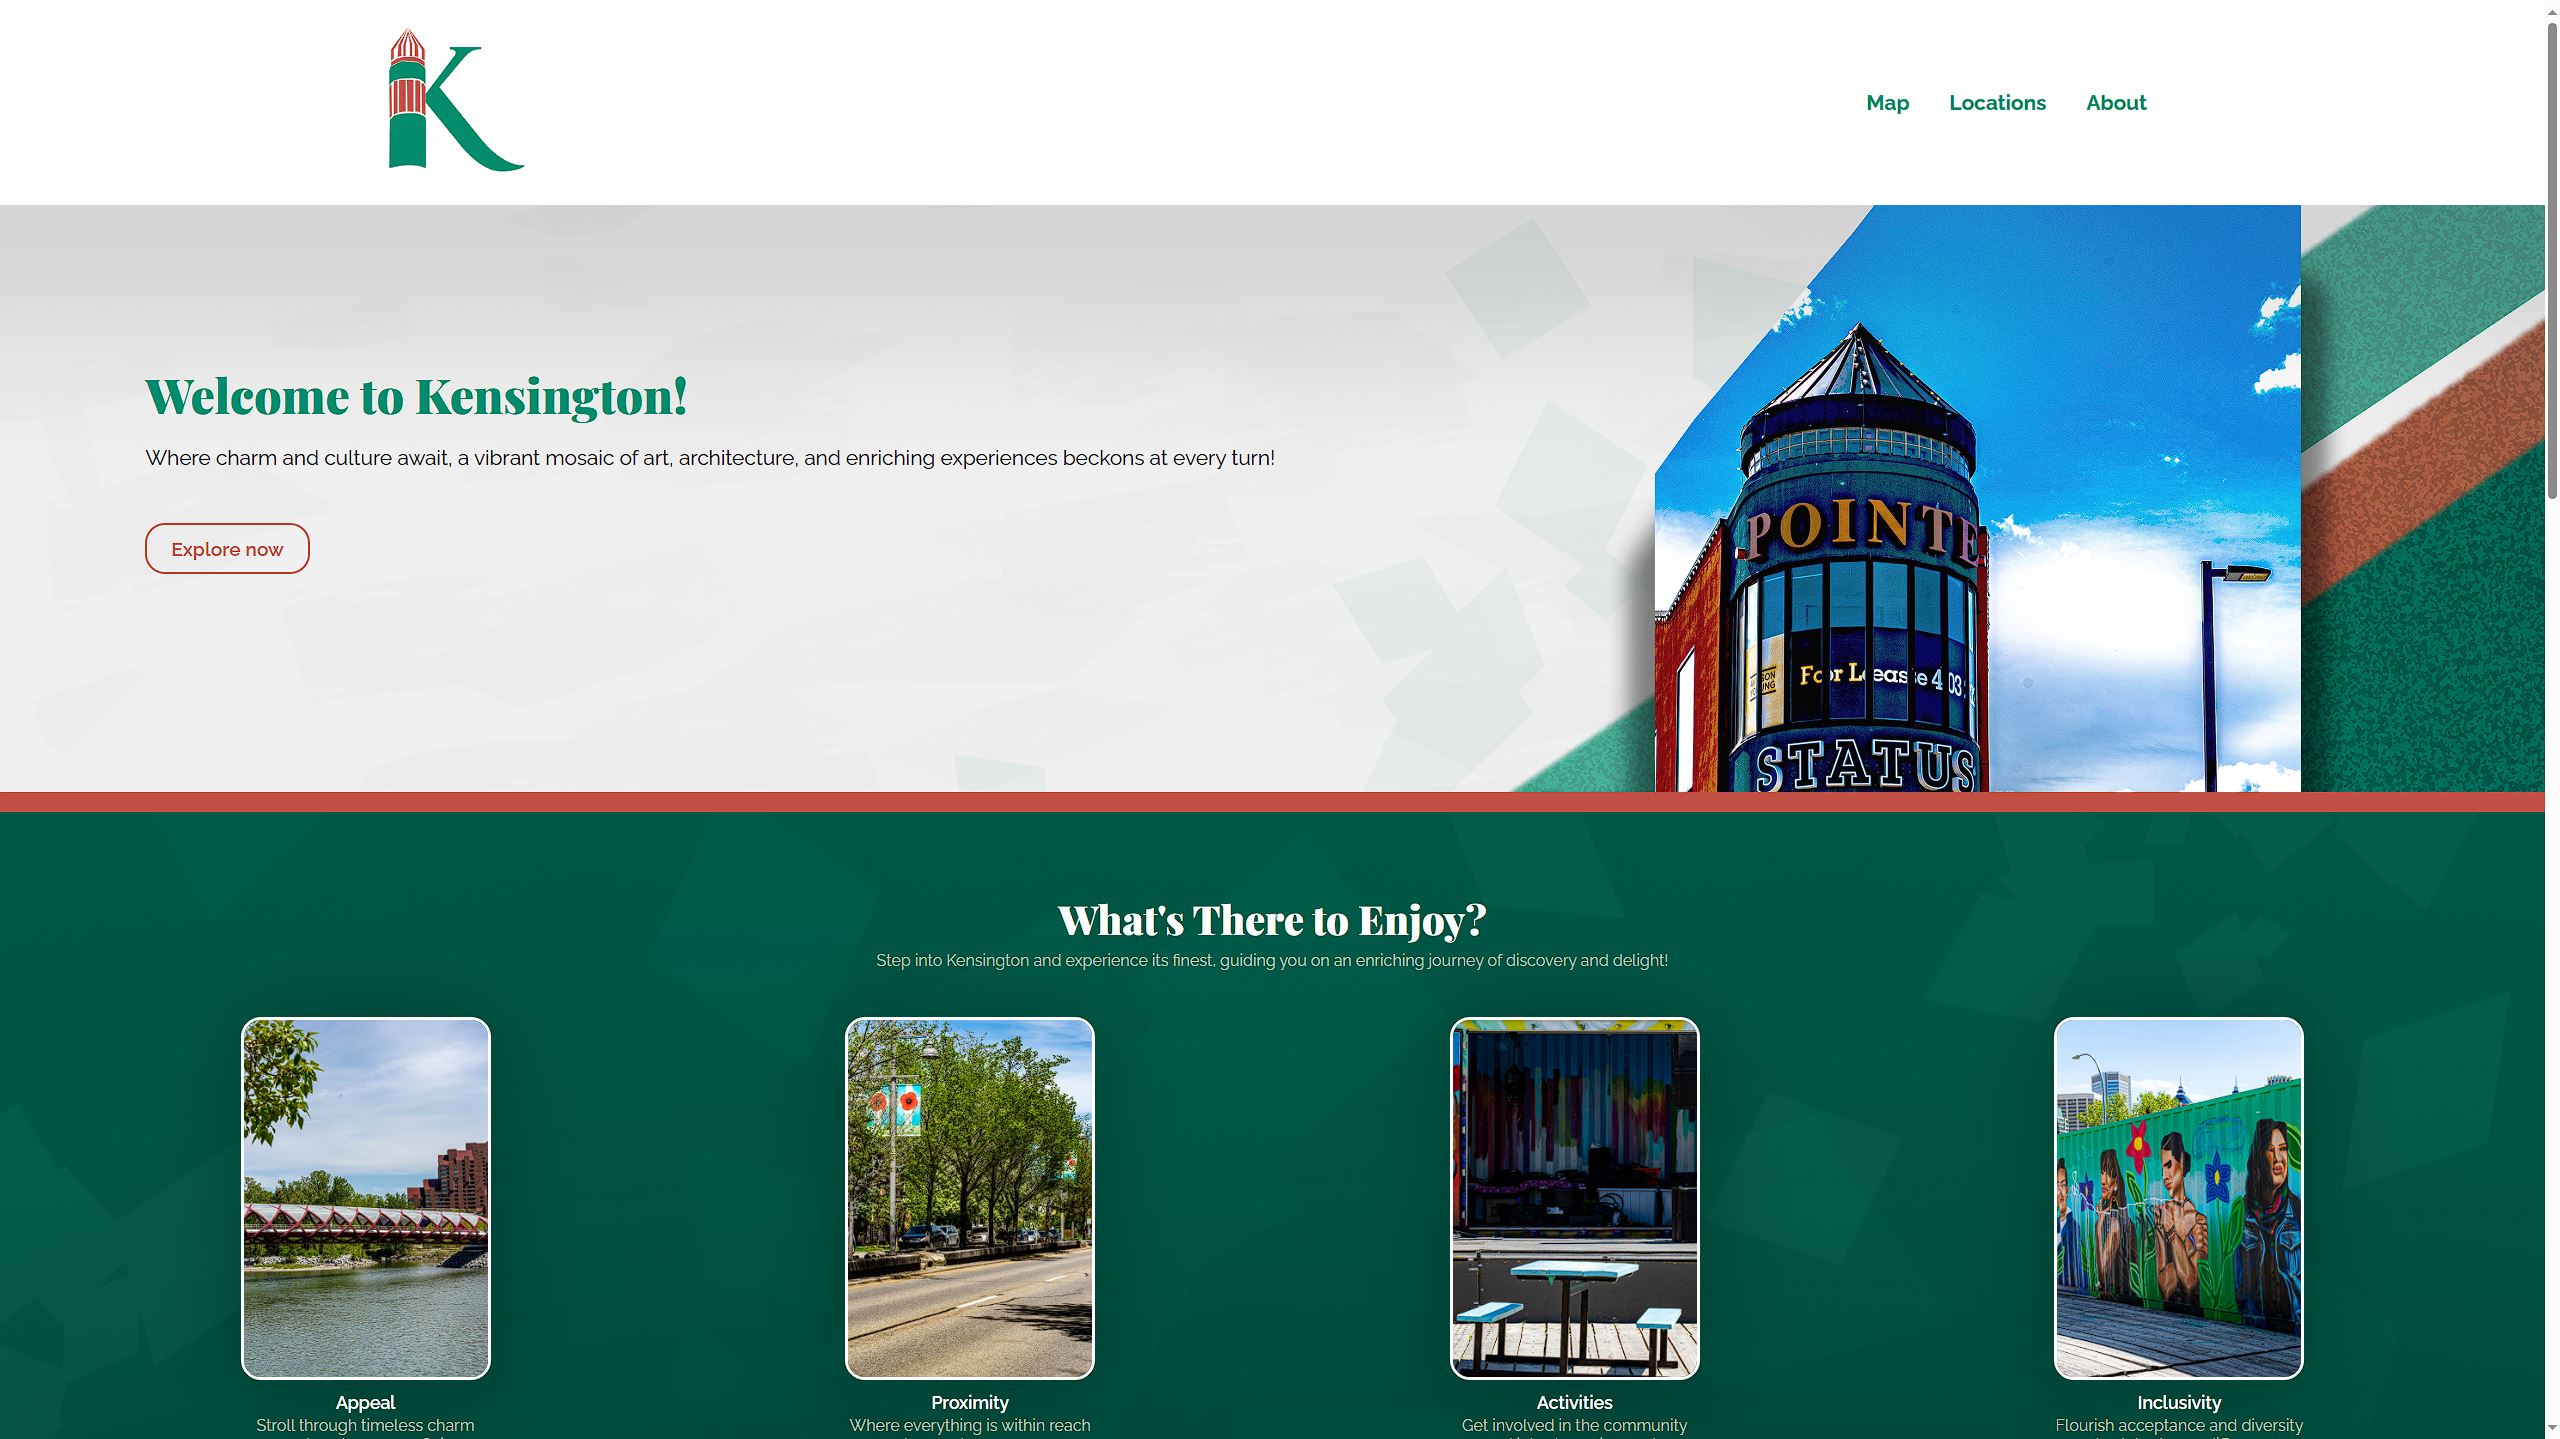 K
Map Locations About
Welcome to Kensington!
Where charm and culture await, a vibrant mosaic of art, architecture, and enriching experiences beckons at every turn!
Explore now
POINTE
For Lease 403
STATUS
What's There to Enjoy?
Step into Kensington and experience its finest, guiding you on an enriching journey of discovery and delight!
Appeal
Stroll through timeless charm
Proximity
Where everything is within reach
Activities
Get involved in the community
Inclusivity
Flourish acceptance and diversity